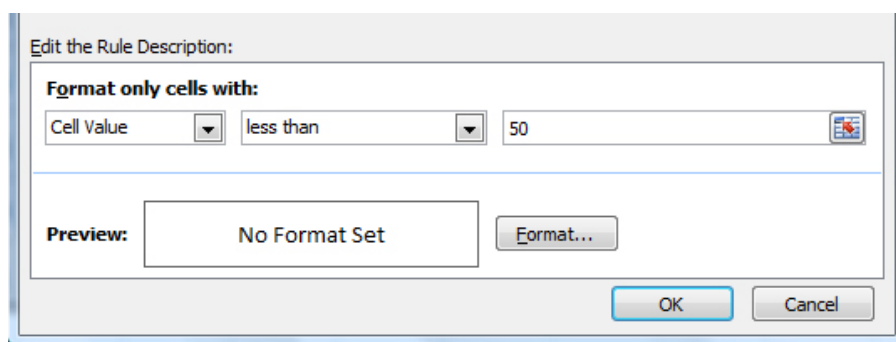 Edit the Rule Description:
Format only cells with:
Cell Value less than 50
Preview: No Format Set Format...
OK Cancel